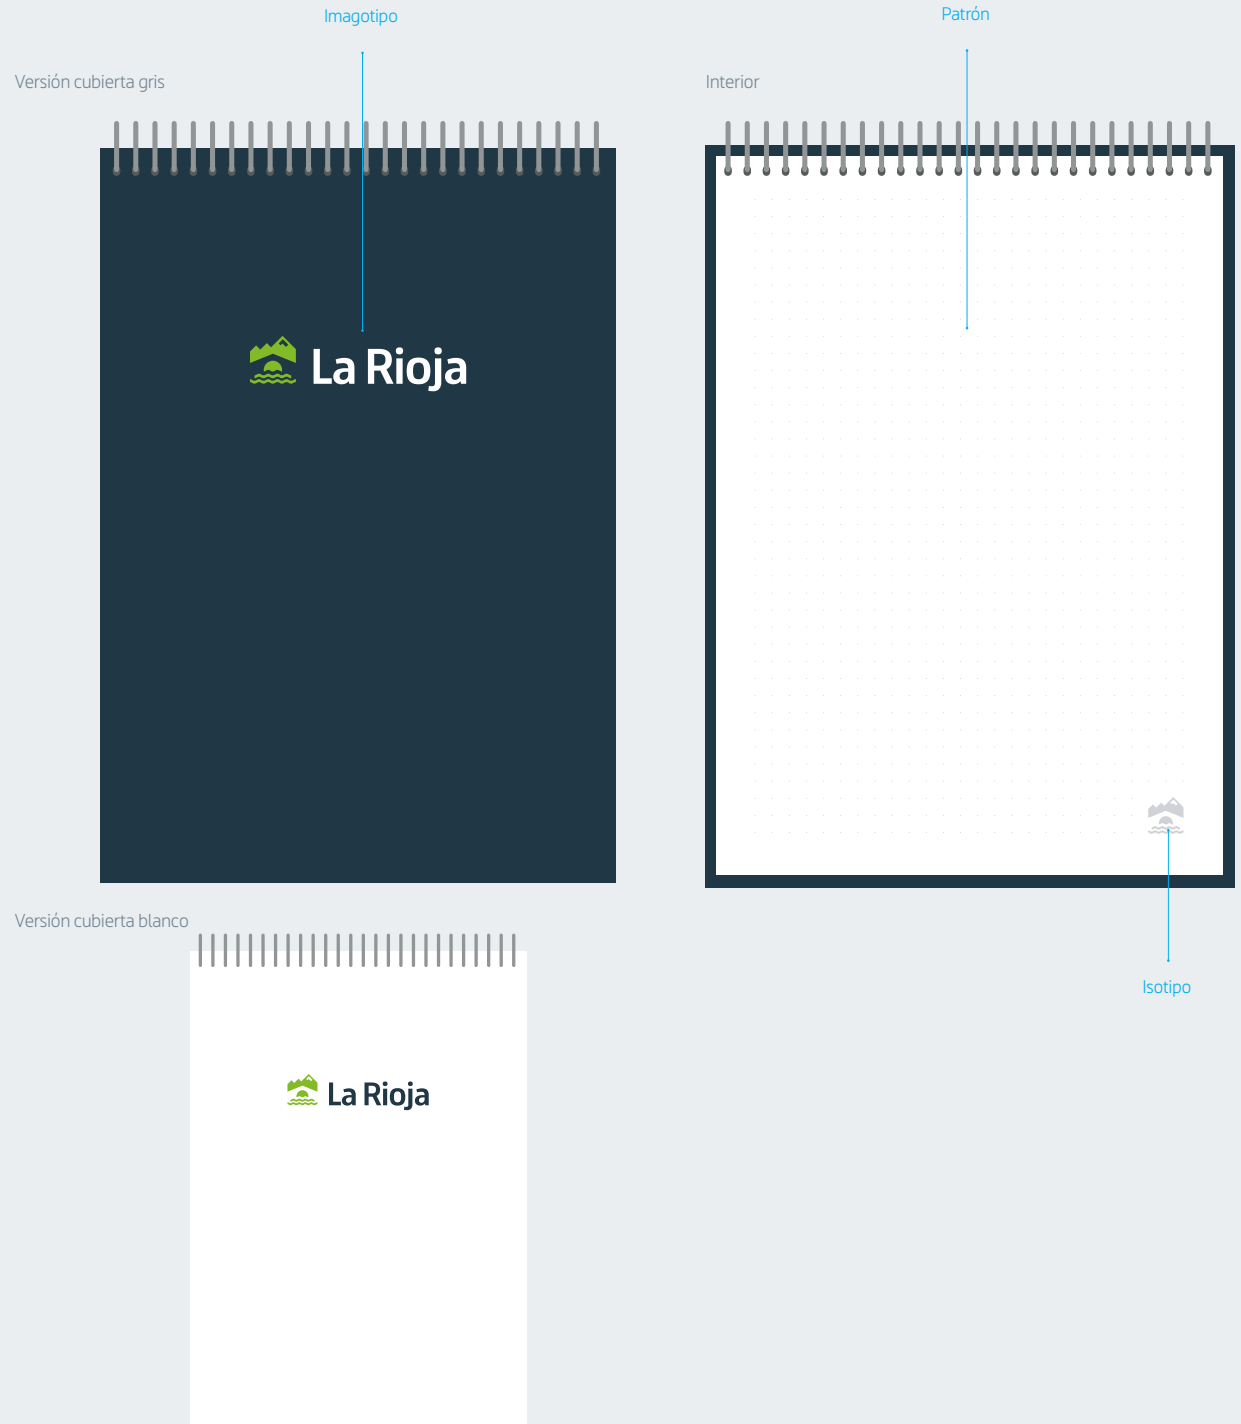 Imagotipo
Patrón
Versión cubierta gris
Interior
La Rioja
Versión cubierta blanco
Isotipo
La Rioja